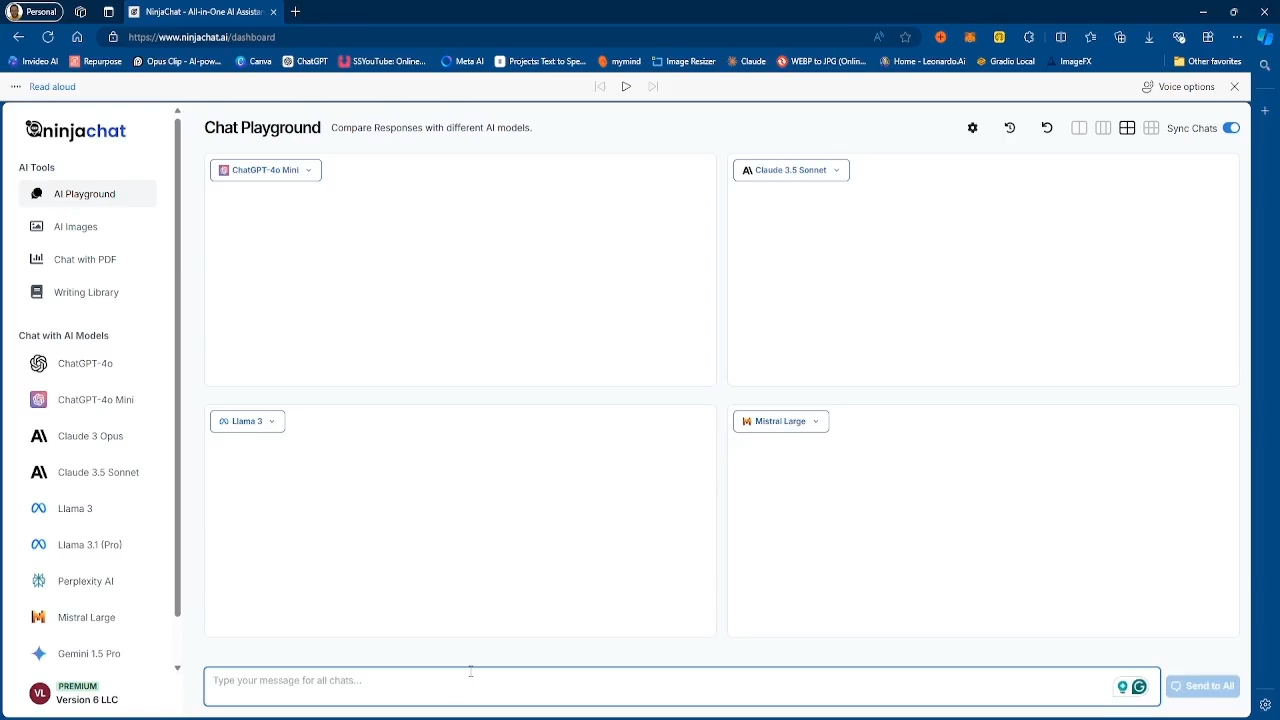 Personal
NinjaChat - All-in-One AI Assistan
https://www.ninjachat.ai/dashboard
Invideo AI
Repurpose
Opus Clip - AI-pow...
Canva
ChatGPT
SSYouTube: Online...
Meta AI
Projects: Text to Spe...
mymind
Image Resizer
Claude
WEBP to JPG (Onlin...
Home - Leonardo.Ai
Gradio Local
ImageFX
Other favorites
Read aloud
Voice options
ninjachat
Chat Playground
Compare Responses with different AI models.
Sync Chats
AI Tools
AI Playground
AI Images
Chat with PDF
Writing Library
Chat with AI Models
ChatGPT-4o
ChatGPT-4o Mini
Claude 3 Opus
Claude 3.5 Sonnet
Llama 3
Llama 3.1 (Pro)
Perplexity AI
Mistral Large
Gemini 1.5 Pro
VL
PREMIUM
Version 6 LLC
ChatGPT-4o Mini
Claude 3.5 Sonnet
Llama 3
Mistral Large
Type your message for all chats...
Send to All